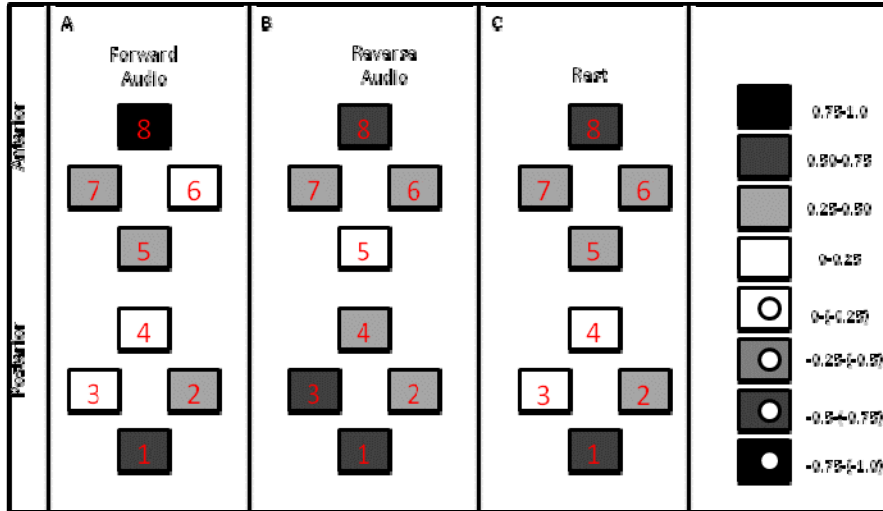 A
Forward
Audio
8
7 6
5
4
3 2
1
B
Reverse
Audio
8
7 6
5
4
3 2
1
C
Rest
8
7 6
5
4
3 2
1
Anterior
Posterior
0.75-1.0
0.50-0.75
0.25-0.50
0-0.25
0-(-0.25)
-0.25-(-0.5)
-0.5-(-0.75)
-0.75-(-1.0)